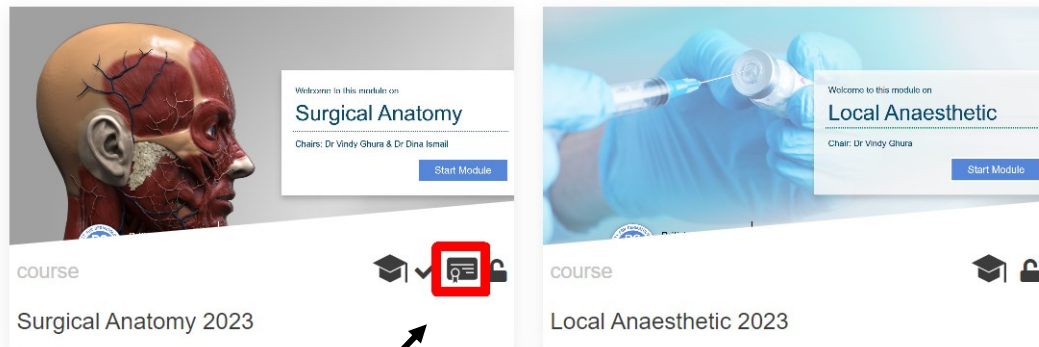 Welcome to this module on
Surgical Anatomy
Chairs: Dr Vindy Ghura & Dr Dina Ismail
Start Module
course
Surgical Anatomy 2023
Welcome to this module on
Local Anaesthetic
Chair: Dr Vindy Ghura
Start Module
course
Local Anaesthetic 2023